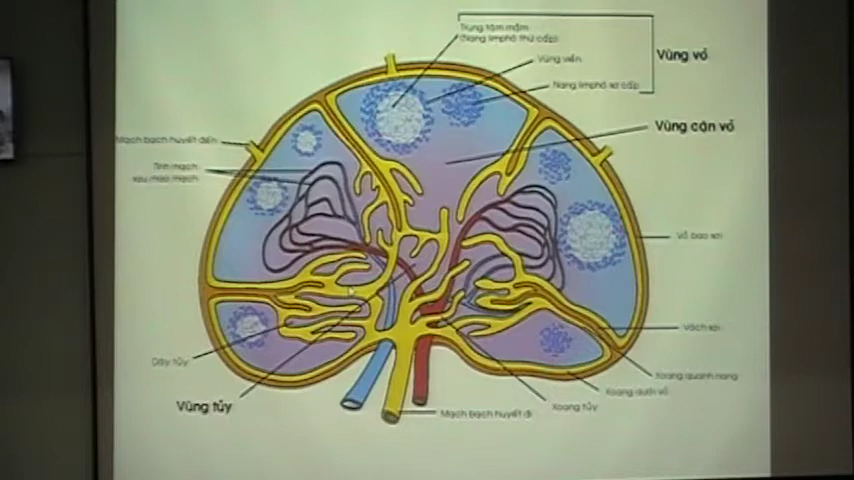 Trung tâm mầm
(Nang limphô thứ cấp)
Vùng vỏ
Vùng viền
Nang limphô sơ cấp
Vùng cận vỏ
Mạch bạch huyết đến
Tĩnh mạch
sau mao mạch
Vỏ bao sợi
Vách sợi
Dây tủy
Xoang quanh nang
Xoang dưới vỏ
Vùng tủy
Xoang tủy
Mạch bạch huyết đi